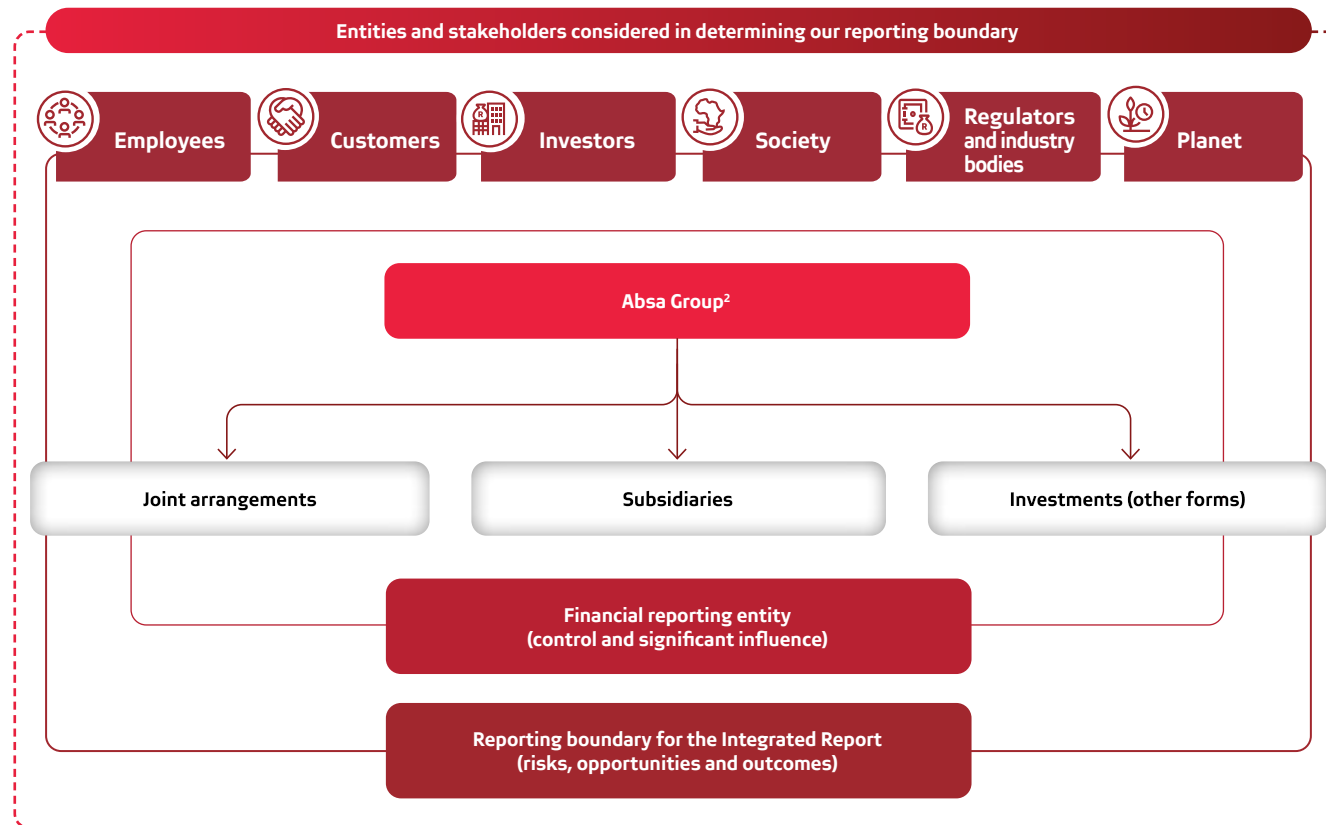 Entities and stakeholders considered in determining our reporting boundary
Employees
Customers
Investors
Society
Regulators
and industry
bodies
Planet
Absa Group²
Joint arrangements
Subsidiaries
Investments (other forms)
Financial reporting entity
(control and significant influence)
Reporting boundary for the Integrated Report
(risks, opportunities and outcomes)